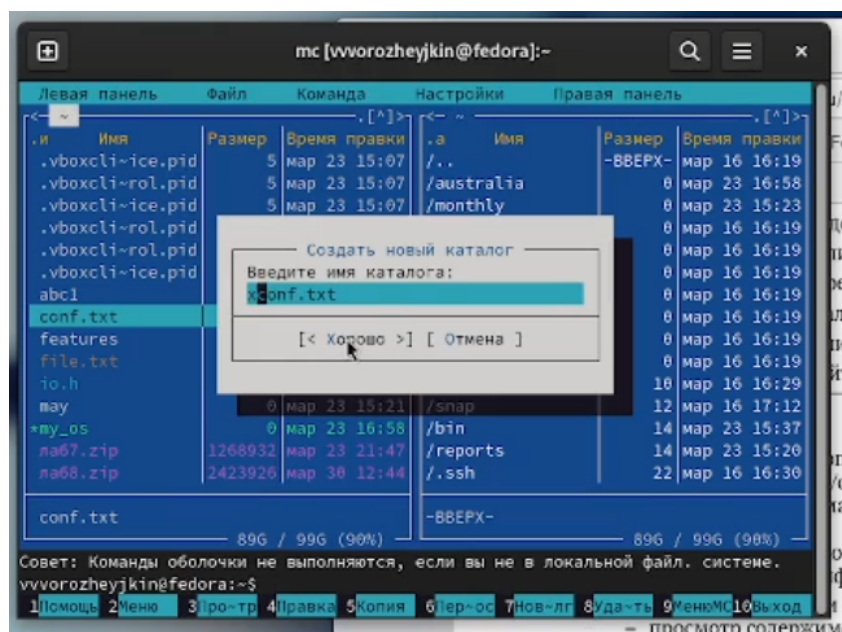 mc [vvvorozheyjkin@fedora]:~
Левая панель Файл Команда Настройки Правая панель
<- ~ .[^]> <- ~ .[^]>
.и Имя Размер Время правки .а Имя Размер Время правки
.vboxcli~ice.pid 5 мар 23 15:07 /.. -ВВЕРХ- мар 16 16:19
.vboxcli~rol.pid 5 мар 23 15:07 /australia 0 мар 23 16:58
.vboxcli~ice.pid 5 мар 23 15:07 /monthly 0 мар 23 15:23
.vboxcli~rol.pid 0 мар 16 16:19
.vboxcli~rol.pid Создать новый каталог 0 мар 16 16:19
.vboxcli~ice.pid Введите имя каталога: 0 мар 16 16:19
abc1 xconf.txt 0 мар 16 16:19
conf.txt 0 мар 16 16:19
features [< Хорошо >] [ Отмена ] 0 мар 16 16:19
file.txt 0 мар 16 16:19
io.h 10 мар 16 16:29
may 0 мар 23 15:21 /snap 12 мар 16 17:12
*my_os 0 мар 23 16:58 /bin 14 мар 23 15:37
лаб7.zip 1268932 мар 23 21:47 /reports 14 мар 23 15:20
лаб8.zip 2423926 мар 30 12:44 /.ssh 22 мар 16 16:30
conf.txt -ВВЕРХ-
89G / 99G (90%) 89G / 99G (90%)
Совет: Команды оболочки не выполняются, если вы не в локальной файл. системе.
vvvorozheyjkin@fedora:~$
1Помощь 2Меню 3Про~тр 4Правка 5Копия 6Пер~ос 7Нов~лг 8Уда~ть 9МенюMC 10Выход
просмотр содержим